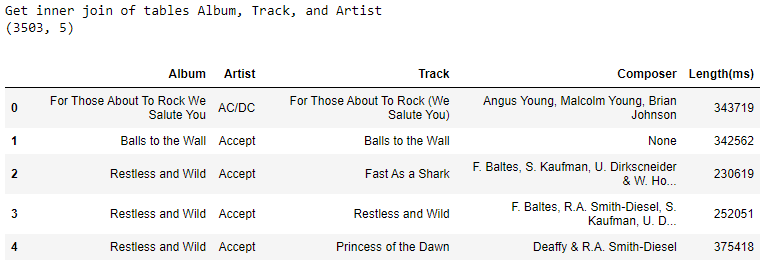 Get inner join of tables Album, Track, and Artist
(3503, 5)
Album Artist Track Composer Length(ms)
0 For Those About To Rock We Salute You AC/DC For Those About To Rock (We Salute You) Angus Young, Malcolm Young, Brian Johnson 343719
1 Balls to the Wall Accept Balls to the Wall None 342562
2 Restless and Wild Accept Fast As a Shark F. Baltes, S. Kaufman, U. Dirkscneider & W. Ho... 230619
3 Restless and Wild Accept Restless and Wild F. Baltes, R.A. Smith-Diesel, S. Kaufman, U. D... 252051
4 Restless and Wild Accept Princess of the Dawn Deaffy & R.A. Smith-Diesel 375418